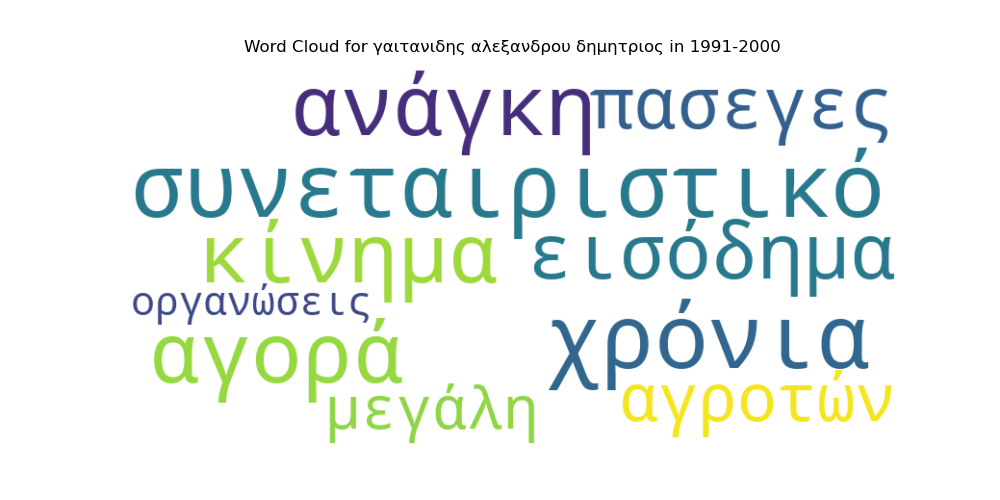 Word Cloud for γαιτανιδης αλεξανδρου δημητριος in 1991-2000
ανάγκη πασεγες
συνεταιριστικό
κίνημα εισόδημα
οργανώσεις
αγορά χρόνια
μεγάλη αγροτών